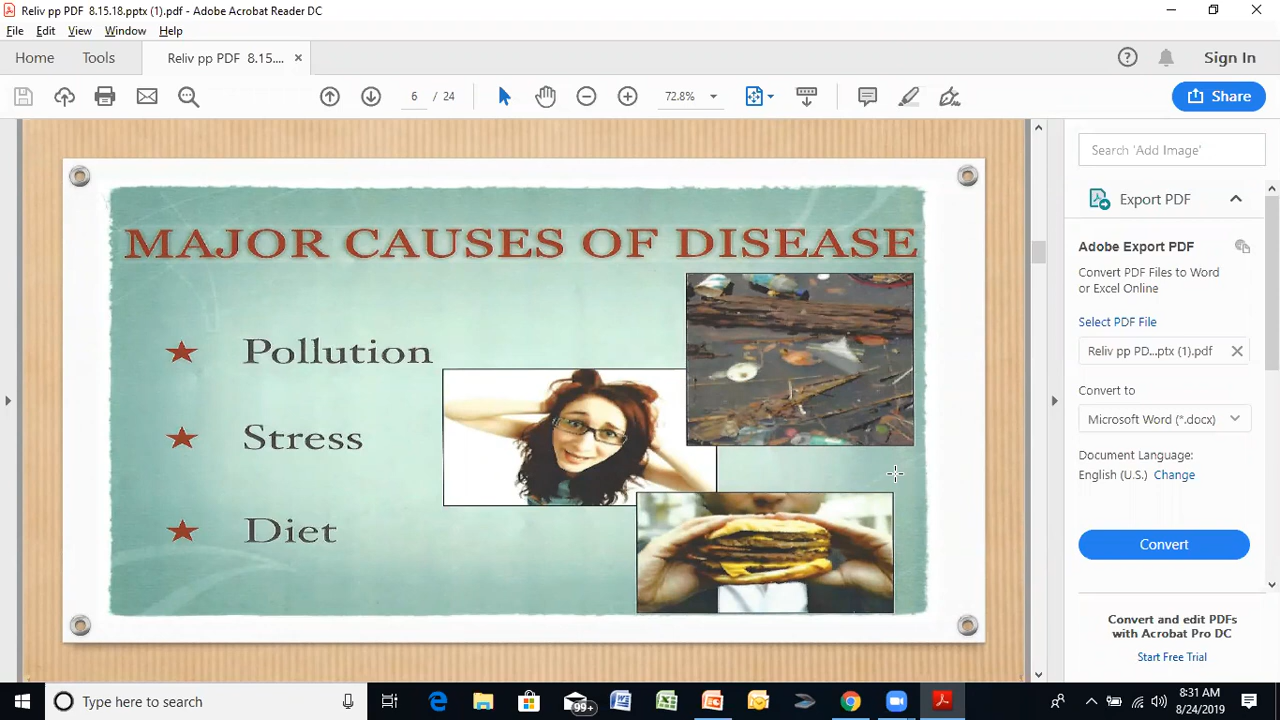 Reliv pp PDF  8.15.18.pptx (1).pdf - Adobe Acrobat Reader DC
File Edit View Window Help
Home Tools Reliv pp PDF 8.15.... × Sign In
6 / 24 72.8% Share
Search 'Add Image'
Export PDF
Adobe Export PDF
Convert PDF Files to Word
or Excel Online
Select PDF File
Reliv pp PD...ptx (1).pdf
Convert to
Microsoft Word (*.docx)
Document Language:
English (U.S.) Change
Convert
Convert and edit PDFs
with Acrobat Pro DC
Start Free Trial
MAJOR CAUSES OF DISEASE
Pollution
Stress
Diet
Type here to search
99+
8:31 AM
8/24/2019